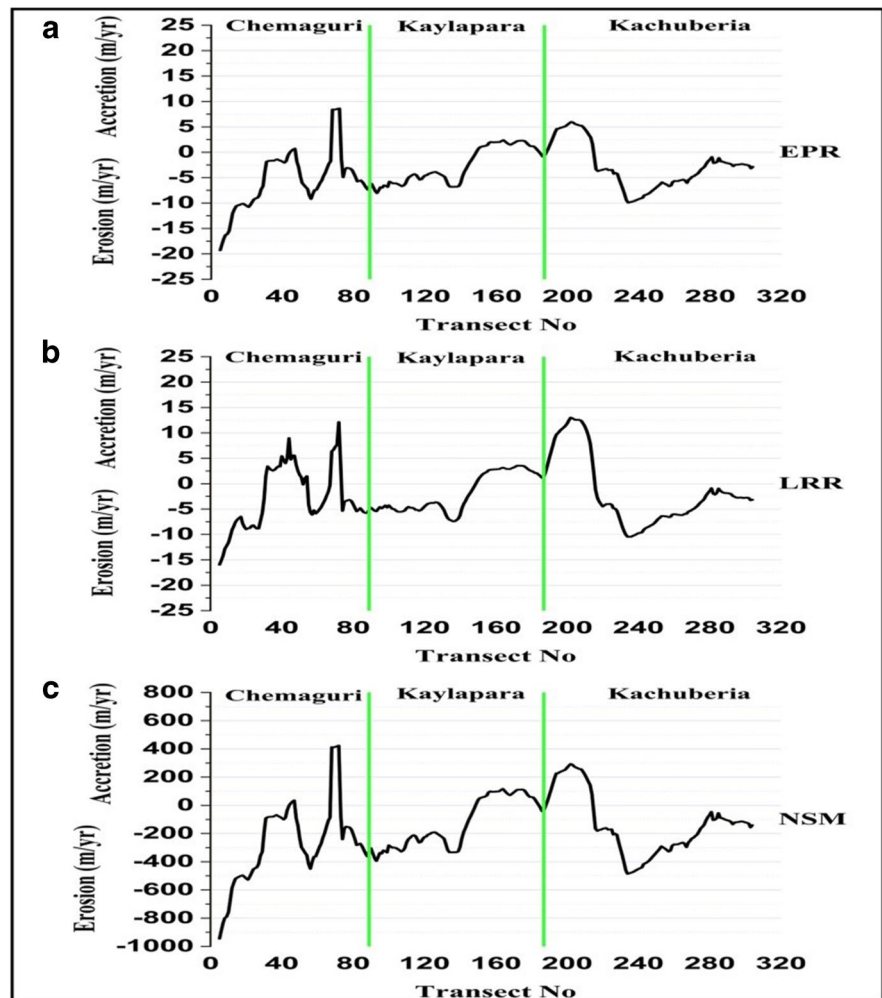 a
Chemaguri Kaylapara Kachuberia
Accretion (m/yr)
Erosion (m/yr)
25
20
15
10
5
0
-5
-10
-15
-20
-25
EPR
0 40 80 120 160 200 240 280 320
Transect No
b
Chemaguri Kaylapara Kachuberia
Accretion (m/yr)
Erosion (m/yr)
25
20
15
10
5
0
-5
-10
-15
-20
-25
LRR
0 40 80 120 160 200 240 280 320
Transect No
c
Chemaguri Kaylapara Kachuberia
Accretion (m/yr)
Erosion (m/yr)
800
600
400
200
0
-200
-400
-600
-800
-1000
NSM
0 40 80 120 160 200 240 280 320
Transect No